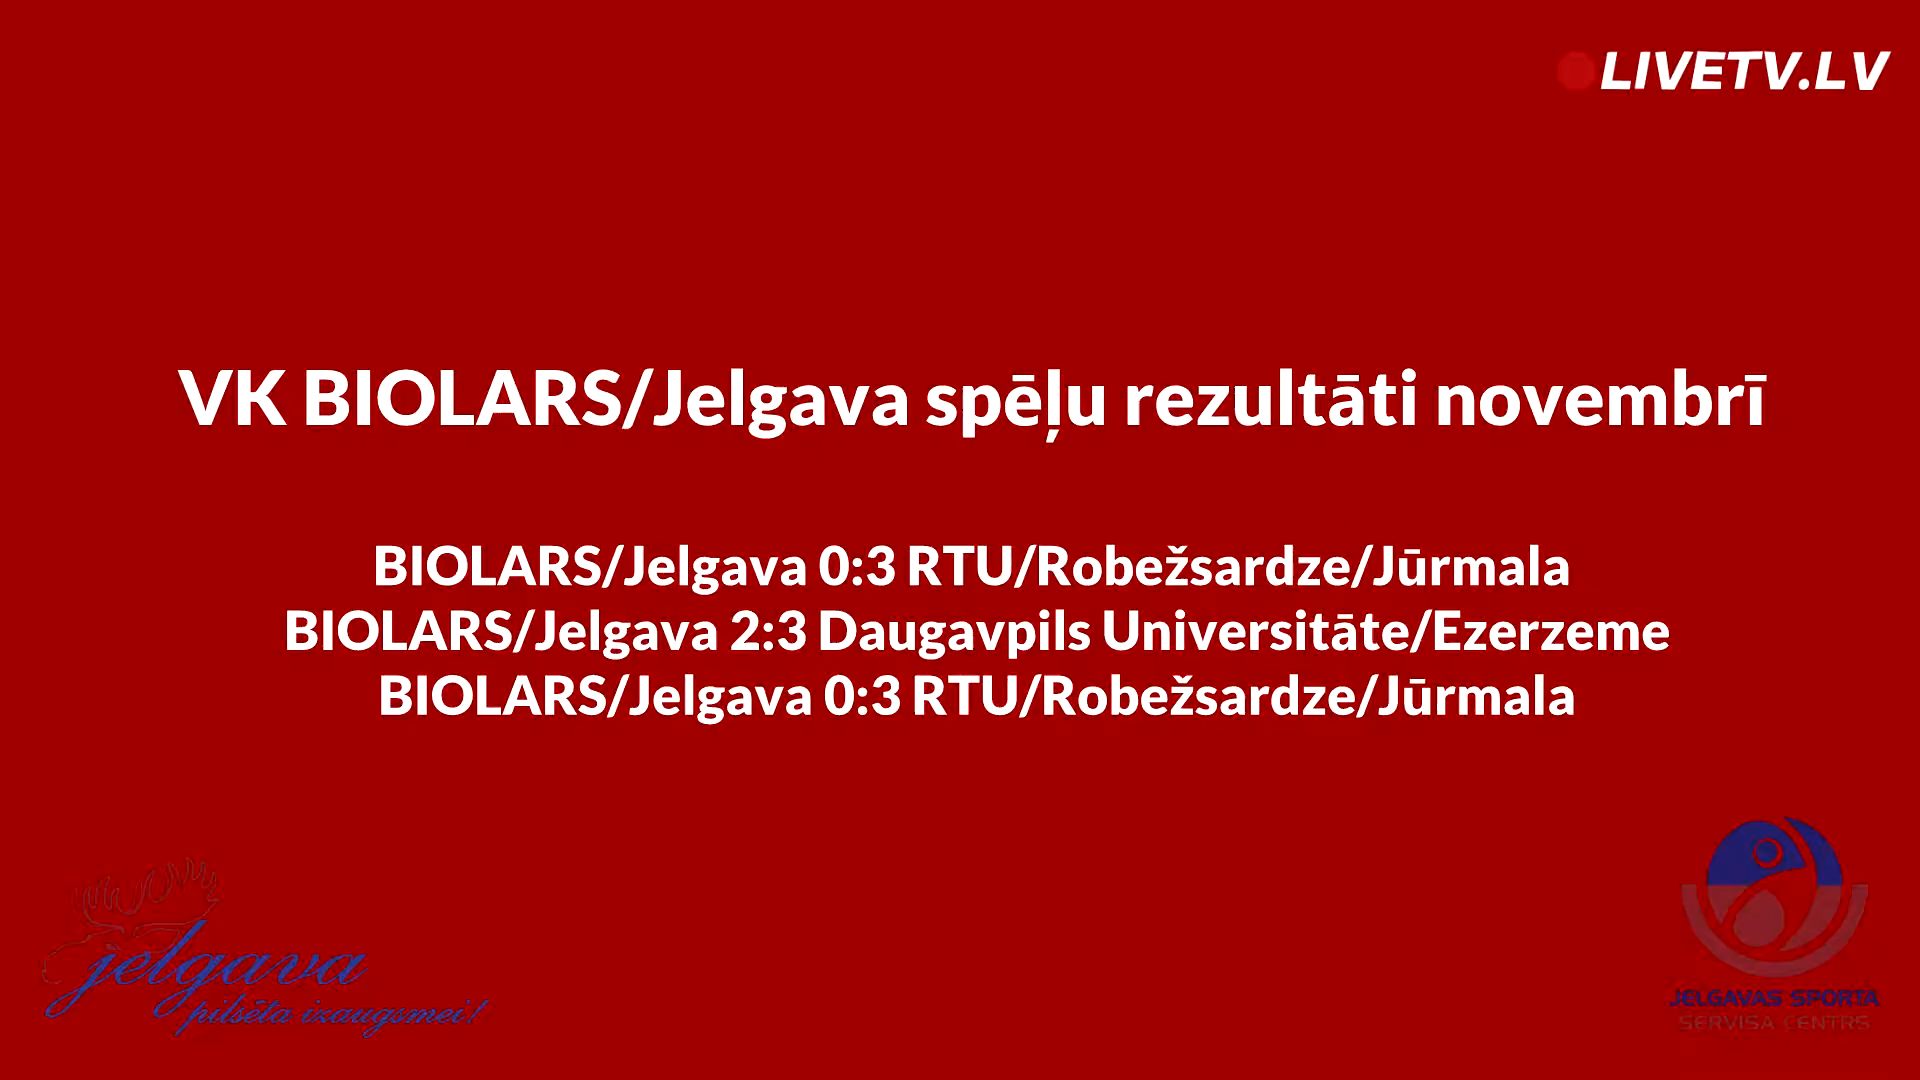 LIVETV.LV
VK BIOLARS/Jelgava spēļu rezultāti novembrī
BIOLARS/Jelgava 0:3 RTU/Robežsardze/Jūrmala
BIOLARS/Jelgava 2:3 Daugavpils Universitāte/Ezerzeme
BIOLARS/Jelgava 0:3 RTU/Robežsardze/Jūrmala
jelgava
pilsēta izaugsmei!
JELGAVAS SPORTA
SERVISA CENTRS